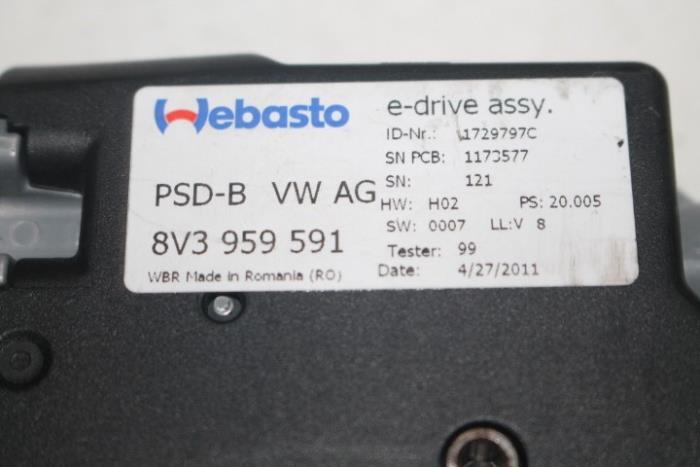 Webasto
e-drive assy.
ID-Nr.: 1729797C
SN PCB: 1173577
SN: 121
PSD-B VW AG
HW: H02 PS: 20.005
SW: 0007 LL:V 8
8V3 959 591
Tester: 99
WBR Made in Romania (RO)
Date: 4/27/2011